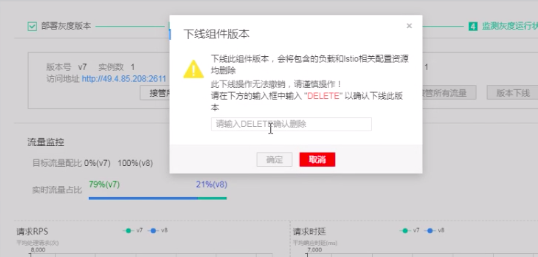 部署灰度版本
4 监测灰度运行状
下线组件版本
×
版本号 v7 实例数 1
1
访问地址 http://49.4.85.208:2611
下线此组件版本，会将包含的负载和Istio相关配置资源
均删除
此下线操作无法撤销，请谨慎操作！
请在下方的输入框中输入 "DELETE" 以确认下线此版
本
请输入DELETE确认删除
确定 取消
管所有流量 版本下线
流量监控
目标流量配比 0%(v7) 100%(v8)
实时流量占比 79%(v7) 21%(v8)
请求RPS v7 v8
请求时延 v7 v8
8,000
7,000